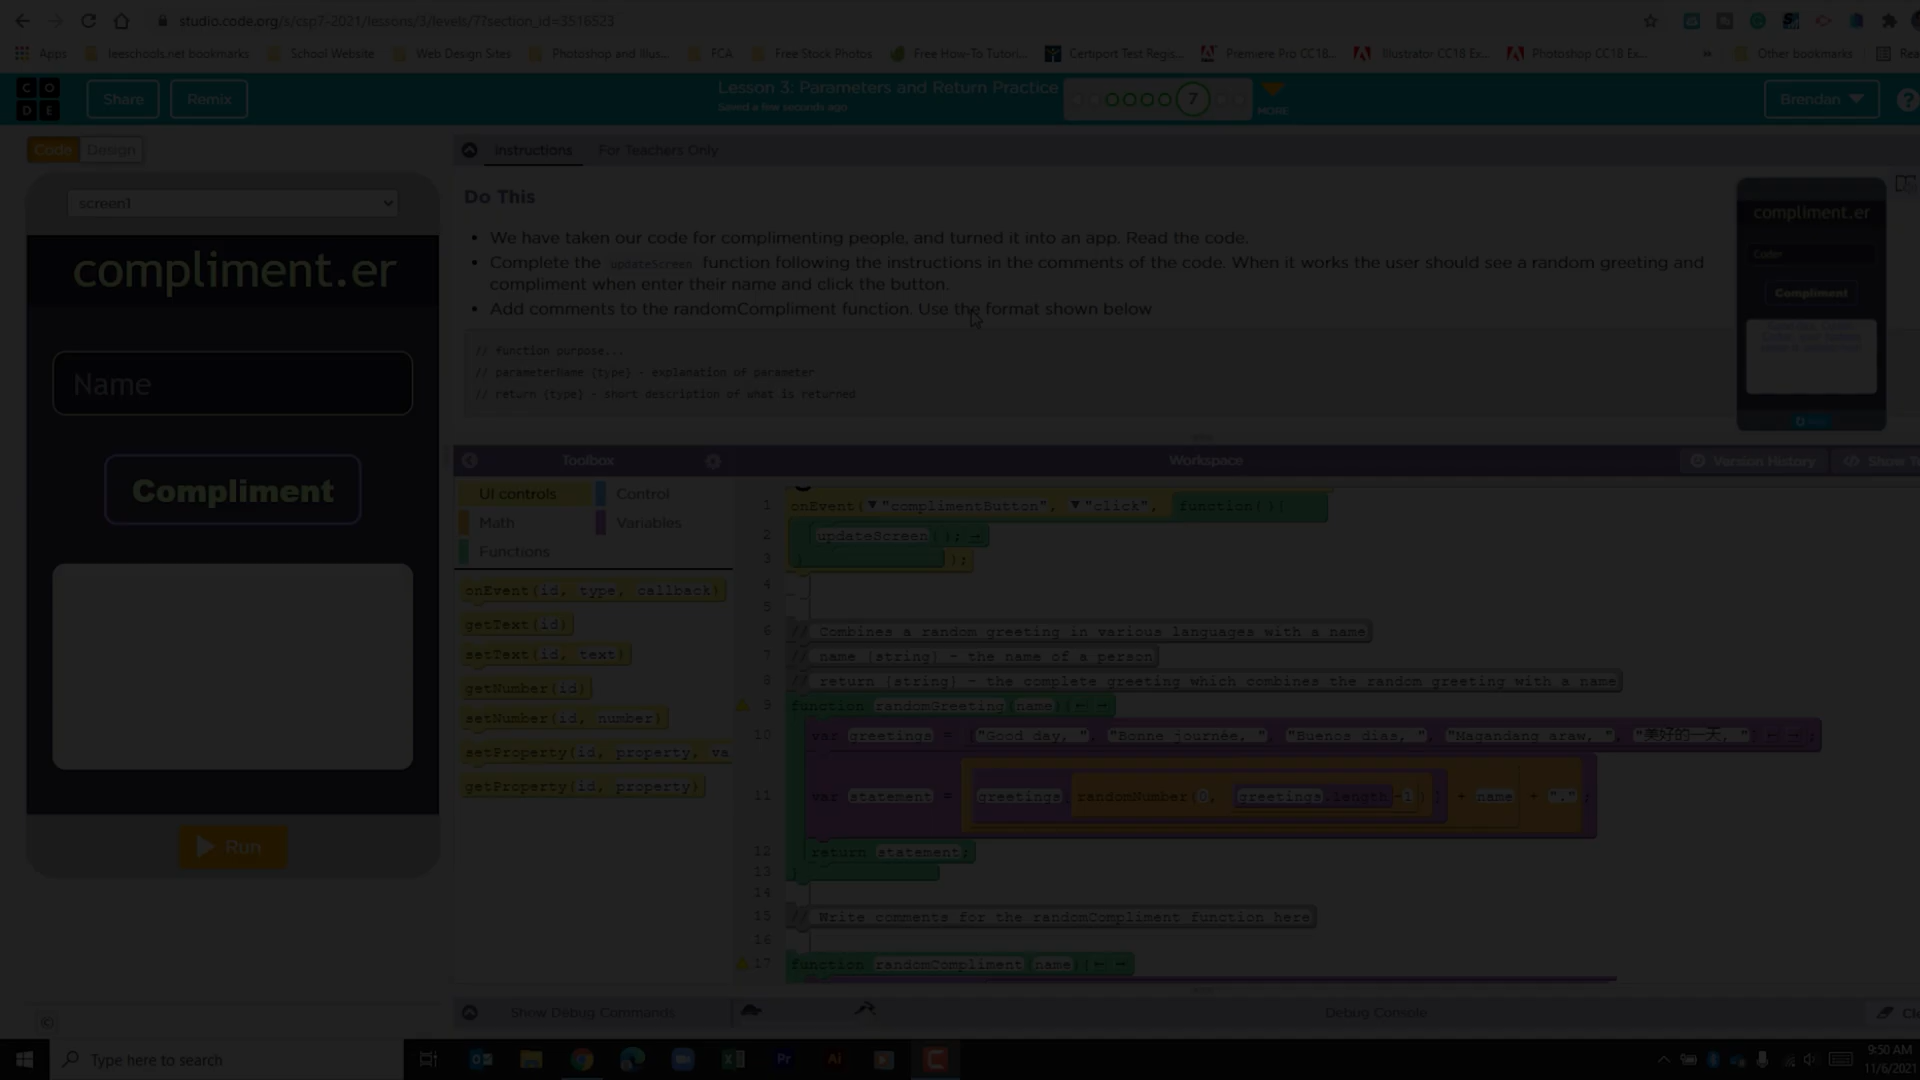 studio.code.org/s/csp7-2021/lessons/3/levels/7?section_id=3516523
Apps leeschools.net bookmarks School Website Web Design Sites Photoshop and Illus... FCA Free Stock Photos Free How-To Tutori... Certiport Test Regis... Premiere Pro CC18... Illustrator CC18 Ex... Photoshop CC18 Ex... » Other bookmarks
C O D E Share Remix Lesson 3: Parameters and Return Practice 7 MORE Brendan ?
Saved a few seconds ago
Code Design
Instructions For Teachers Only
screen1
Do This
We have taken our code for complimenting people, and turned it into an app. Read the code.
Complete the updateScreen function following the instructions in the comments of the code. When it works the user should see a random greeting and
compliment when enter their name and click the button.
Add comments to the randomCompliment function. Use the format shown below
// function purpose...
// parameterName {type} - explanation of parameter
// return {type} - short description of what is returned
compliment.er
Coder
Compliment
compliment.er
Name
Compliment
Run
Toolbox
UI controls Control
Math Variables
Functions
onEvent(id, type, callback)
getText(id)
setText(id, text)
getNumber(id)
setNumber(id, number)
setProperty(id, property, va
getProperty(id, property)
Workspace Version History Show T
1 onEvent( ▼ "complimentButton", ▼ "click", function( ) {
2 updateScreen( );
3 } );
4
5
6 // Combines a random greeting in various languages with a name
7 // name {string} - the name of a person
8 // return {string} - the complete greeting which combines the random greeting with a name
9 function randomGreeting(name) {
10 var greetings = ["Good day, ", "Bonne journée, ", "Buenos dias, ", "Magandang araw, ", "美好的一天, "];
11 var statement = greetings[randomNumber(0, greetings.length-1)] + name + ".";
12 return statement;
13 }
14
15 // Write comments for the randomCompliment function here
16
17 function randomCompliment(name) {
Show Debug Commands Debug Console
Type here to search
Pr Ai
9:50 AM
11/6/2021